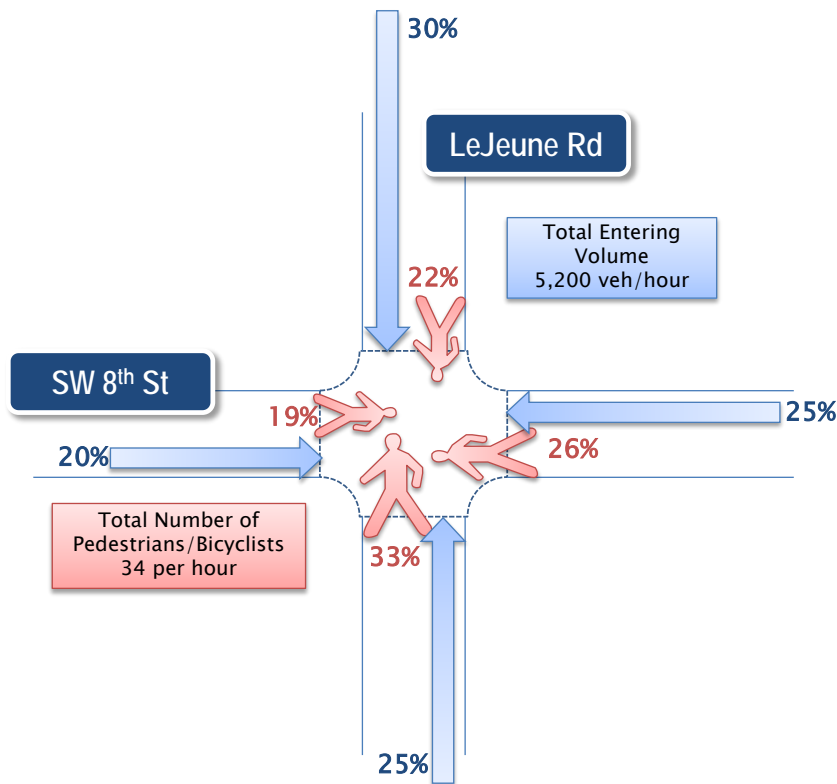 30%
LeJeune Rd
Total Entering
Volume
5,200 veh/hour
22%
SW 8th St
19%
25%
20%
26%
Total Number of
Pedestrians/Bicyclists
34 per hour
33%
25%